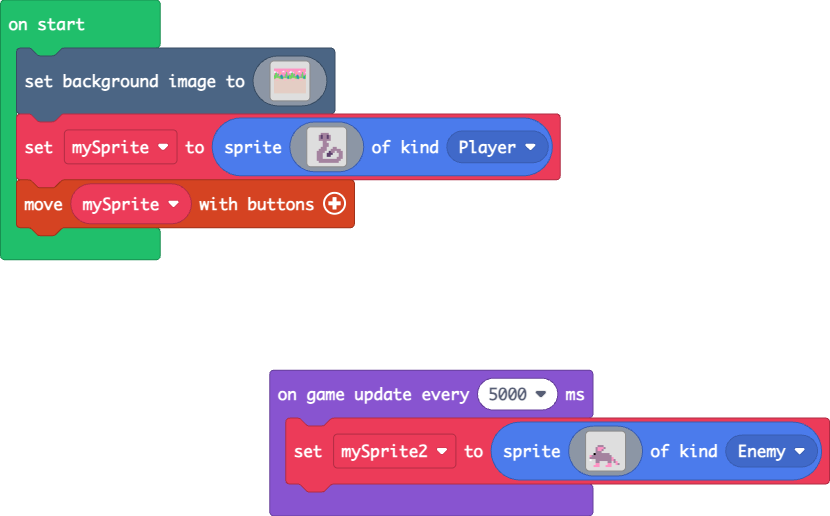 on start
set background image to
set mySprite to sprite of kind Player
move mySprite with buttons
on game update every 5000 ms
set mySprite2 to sprite of kind Enemy